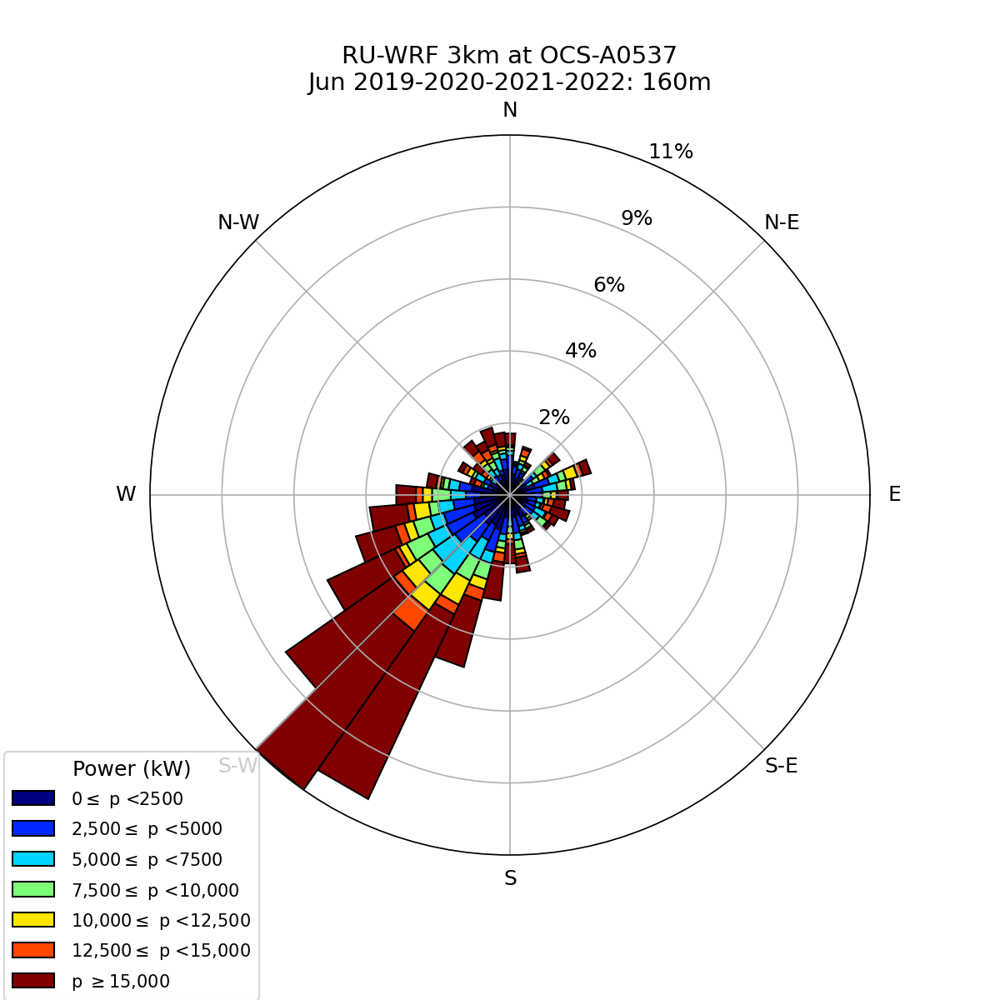 RU-WRF 3km at OCS-A0537
Jun 2019-2020-2021-2022: 160m
N
11%
9%
N-W
N-E
6%
4%
2%
W
E
S-W
S-E
S
Power (kW)
0≤ p <2500
2,500≤ p <5000
5,000≤ p <7500
7,500≤ p <10,000
10,000≤ p <12,500
12,500≤ p <15,000
p ≥15,000